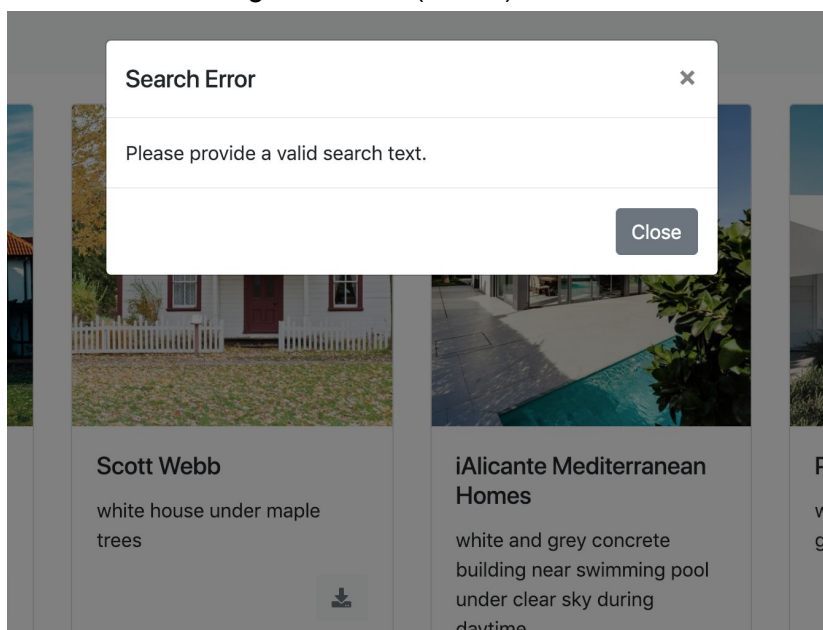 Search Error
×
Please provide a valid search text.
Close
Scott Webb
iAlicante Mediterranean
Homes
white house under maple
trees
white and grey concrete
building near swimming pool
under clear sky during
daytime